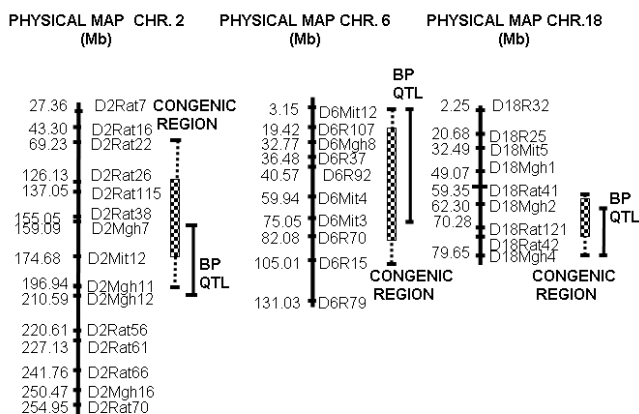 PHYSICAL MAP CHR. 2
(Mb)
27.36 D2Rat7
43.30 D2Rat16
69.23 D2Rat22
126.13 D2Rat26
137.05 D2Rat115
155.05 D2Rat38
159.09 D2Mgh7
174.68 D2Mit12
196.94 D2Mgh11
210.59 D2Mgh12
220.61 D2Rat56
227.13 D2Rat61
241.76 D2Rat66
250.47 D2Mgh16
254.95 D2Rat70
CONGENIC
REGION
BP
QTL
PHYSICAL MAP CHR. 6
(Mb)
3.15 D6Mit12
19.42 D6R107
32.77 D6Mgh8
36.48 D6R37
40.57 D6R92
59.94 D6Mit4
75.05 D6Mit3
82.08 D6R70
105.01 D6R15
131.03 D6R79
BP
QTL
CONGENIC
REGION
PHYSICAL MAP CHR.18
(Mb)
2.25 D18R32
20.68 D18R25
32.49 D18Mit5
49.07 D18Mgh1
59.35 D18Rat41
62.30 D18Mgh2
70.28 D18Rat121
D18Rat42
79.65 D18Mgh4
BP
QTL
CONGENIC
REGION